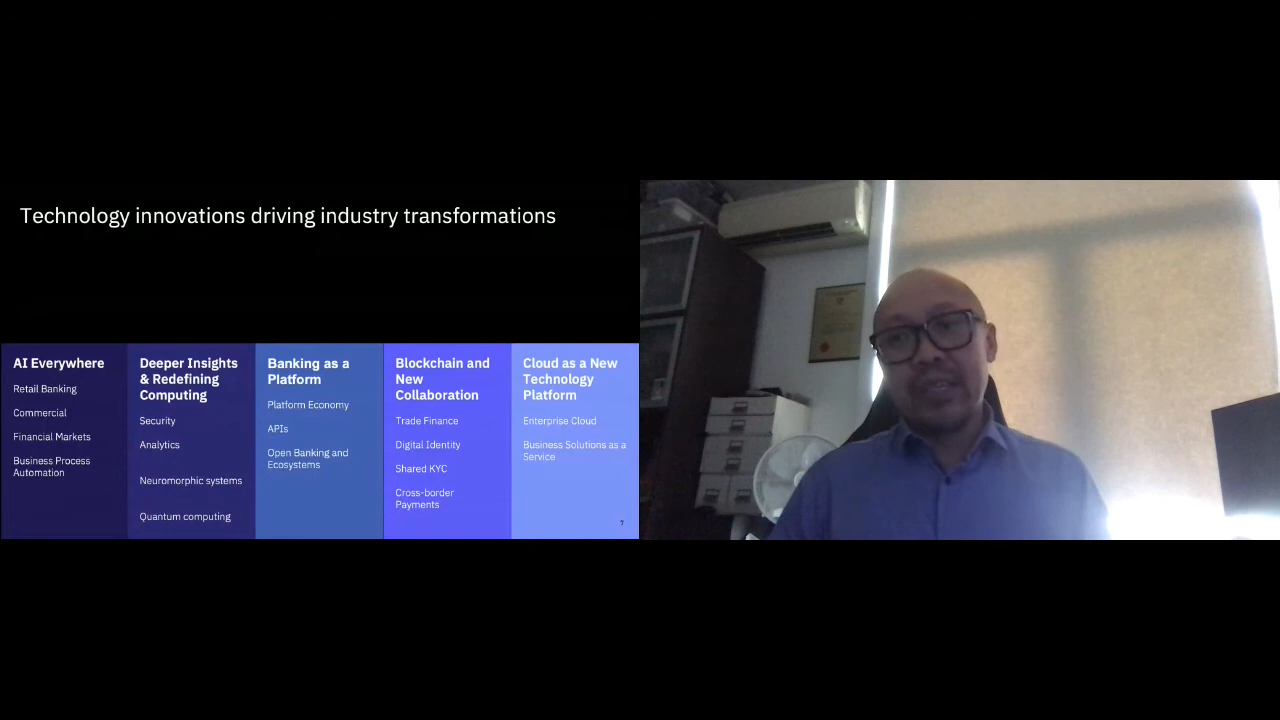 Technology innovations driving industry transformations
AI Everywhere
Retail Banking
Commercial
Financial Markets
Business Process
Automation
Deeper Insights
& Redefining
Computing
Security
Analytics
Neuromorphic systems
Quantum computing
Banking as a
Platform
Platform Economy
APIs
Open Banking and
Ecosystems
Blockchain and
New
Collaboration
Trade Finance
Digital Identity
Shared KYC
Cross-border
Payments
Cloud as a New
Technology
Platform
Enterprise Cloud
Business Solutions as a
Service
7